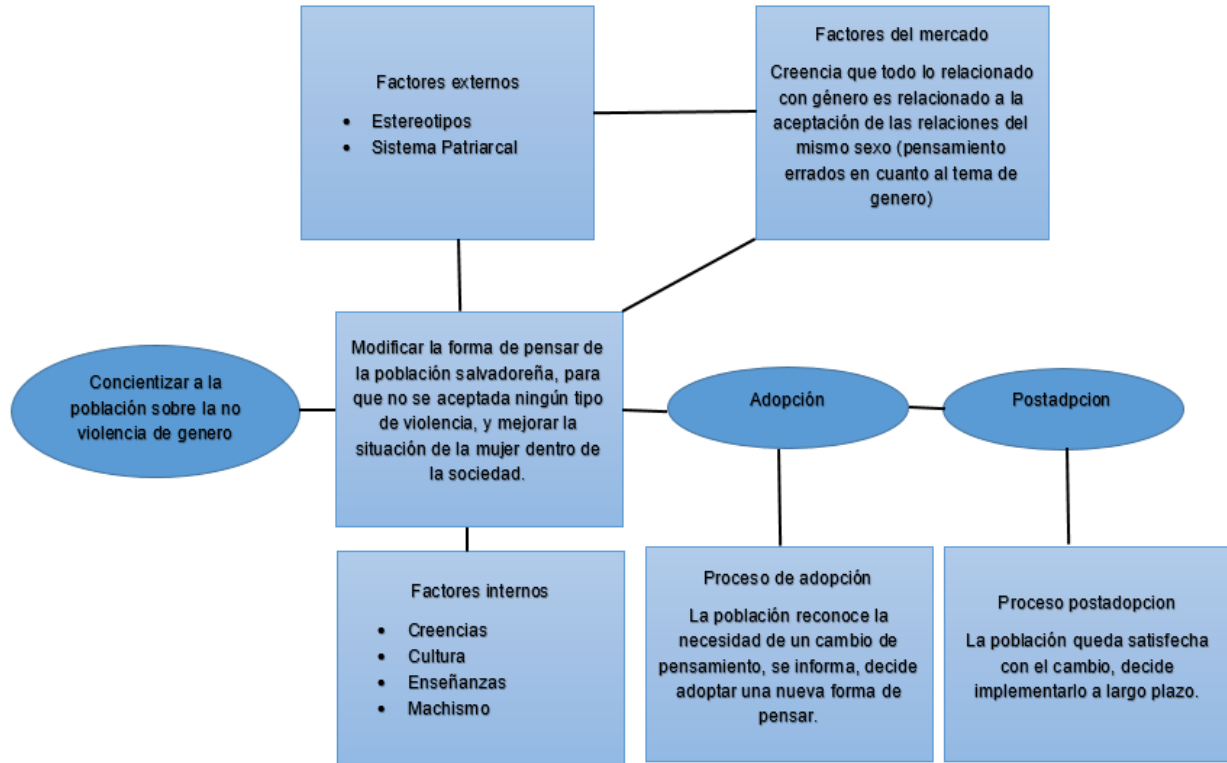 Factores externos
• Estereotipos
• Sistema Patriarcal
Factores del mercado
Creencia que todo lo relacionado
con género es relacionado a la
aceptación de las relaciones del
mismo sexo (pensamiento
errados en cuanto al tema de
genero)
Concientizar a la
población sobre la no
violencia de genero
Modificar la forma de pensar de
la población salvadoreña, para
que no se aceptada ningún tipo
de violencia, y mejorar la
situación de la mujer dentro de
la sociedad.
Adopción
Postadpcion
Factores internos
• Creencias
• Cultura
• Enseñanzas
• Machismo
Proceso de adopción
La población reconoce la
necesidad de un cambio de
pensamiento, se informa, decide
adoptar una nueva forma de
pensar.
Proceso postadopcion
La población queda satisfecha
con el cambio, decide
implementarlo a largo plazo.